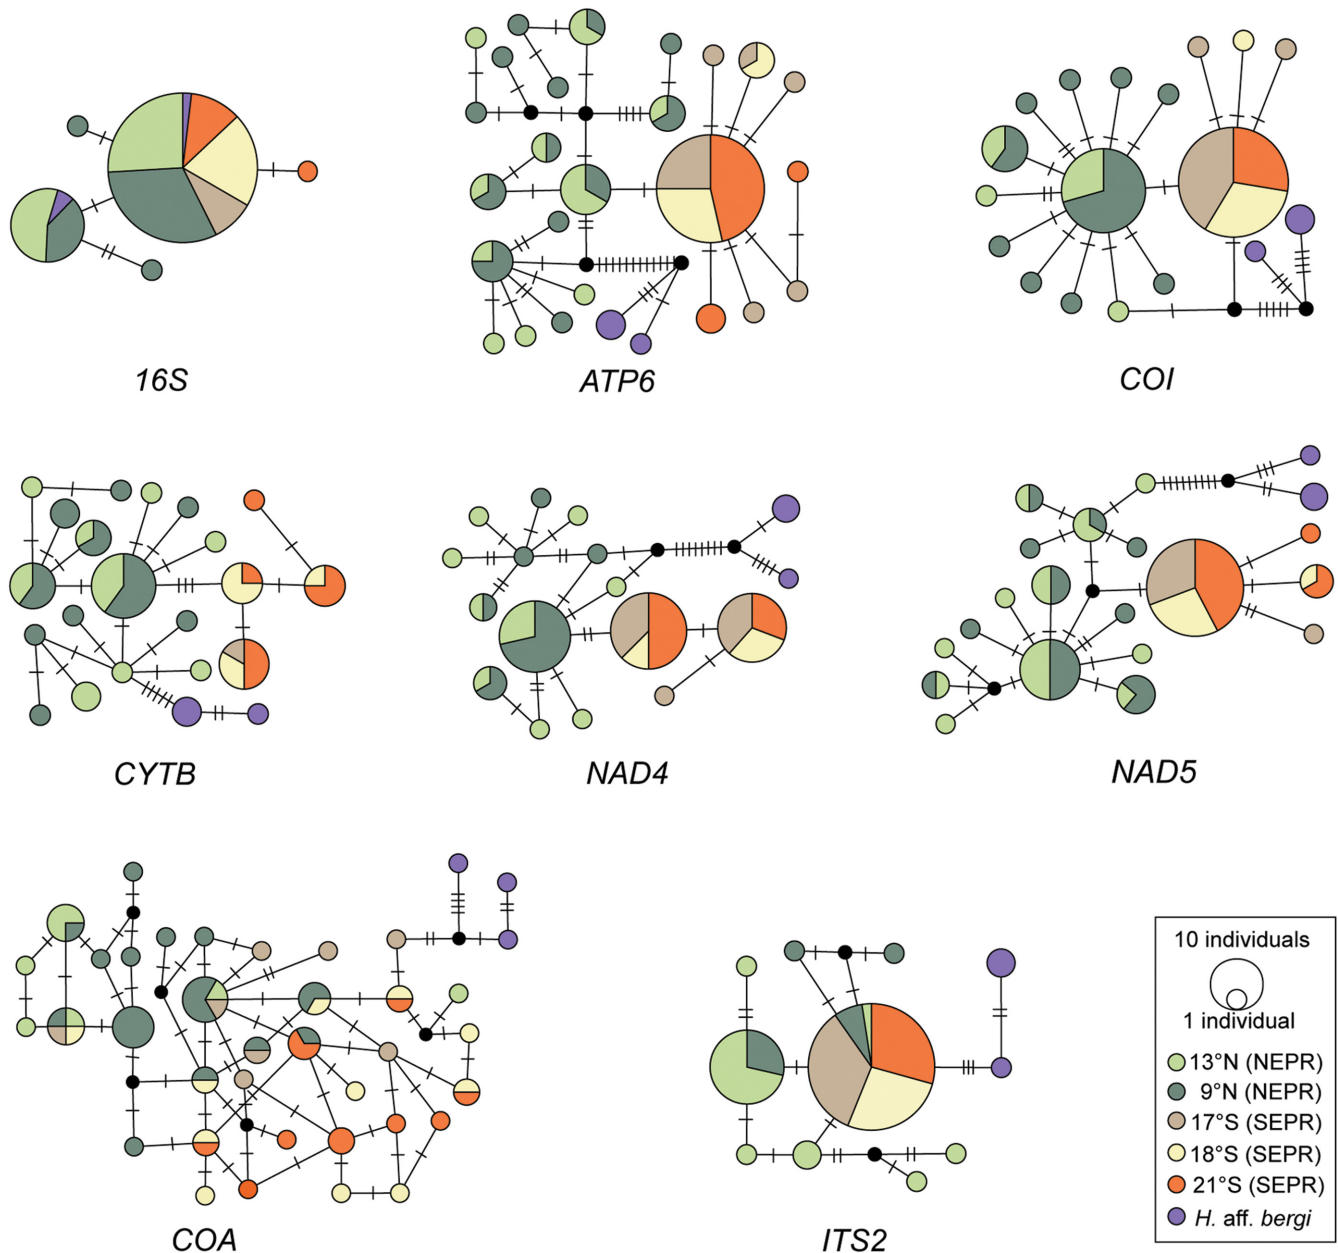 16S
ATP6
COI
CYTB
NAD4
NAD5
COA
ITS2
10 individuals
1 individual
13°N (NEPR)
9°N (NEPR)
17°S (SEPR)
18°S (SEPR)
21°S (SEPR)
H. aff. bergi